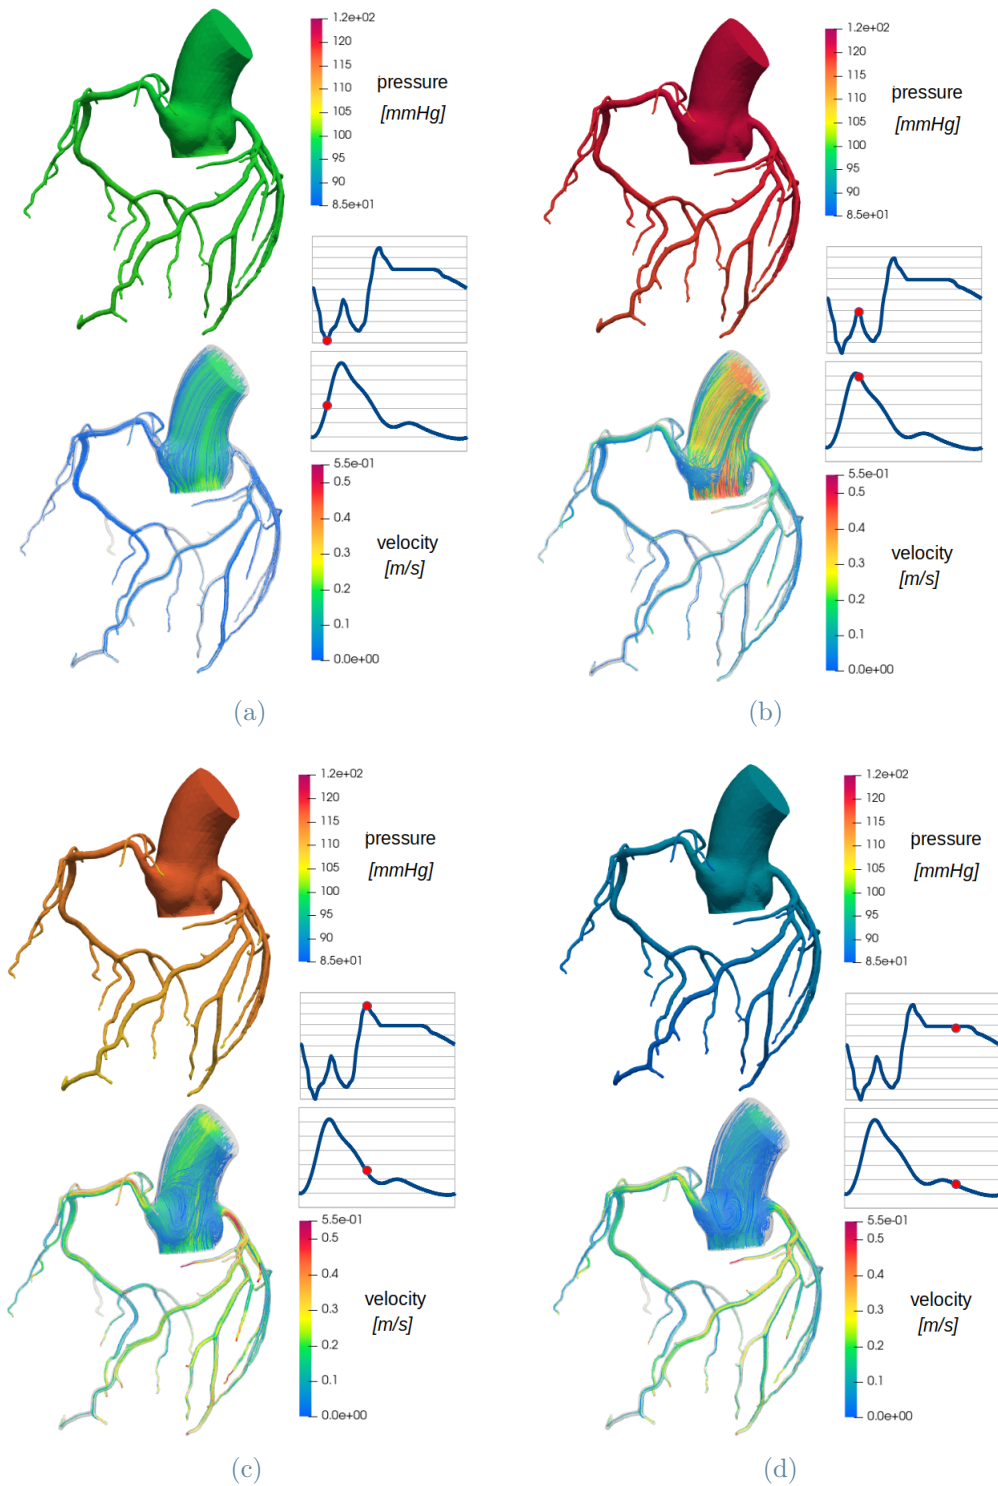 1.2e+02
120
115
110
105
100
95
90
8.5e+01
pressure
[mmHg]
5.5e-01
0.5
0.4
0.3
0.2
0.1
0.0e+00
velocity
[m/s]
(a)
1.2e+02
120
115
110
105
100
95
90
8.5e+01
pressure
[mmHg]
5.5e-01
0.5
0.4
0.3
0.2
0.1
0.0e+00
velocity
[m/s]
(b)
1.2e+02
120
115
110
105
100
95
90
8.5e+01
pressure
[mmHg]
5.5e-01
0.5
0.4
0.3
0.2
0.1
0.0e+00
velocity
[m/s]
(c)
1.2e+02
120
115
110
105
100
95
90
8.5e+01
pressure
[mmHg]
5.5e-01
0.5
0.4
0.3
0.2
0.1
0.0e+00
velocity
[m/s]
(d)